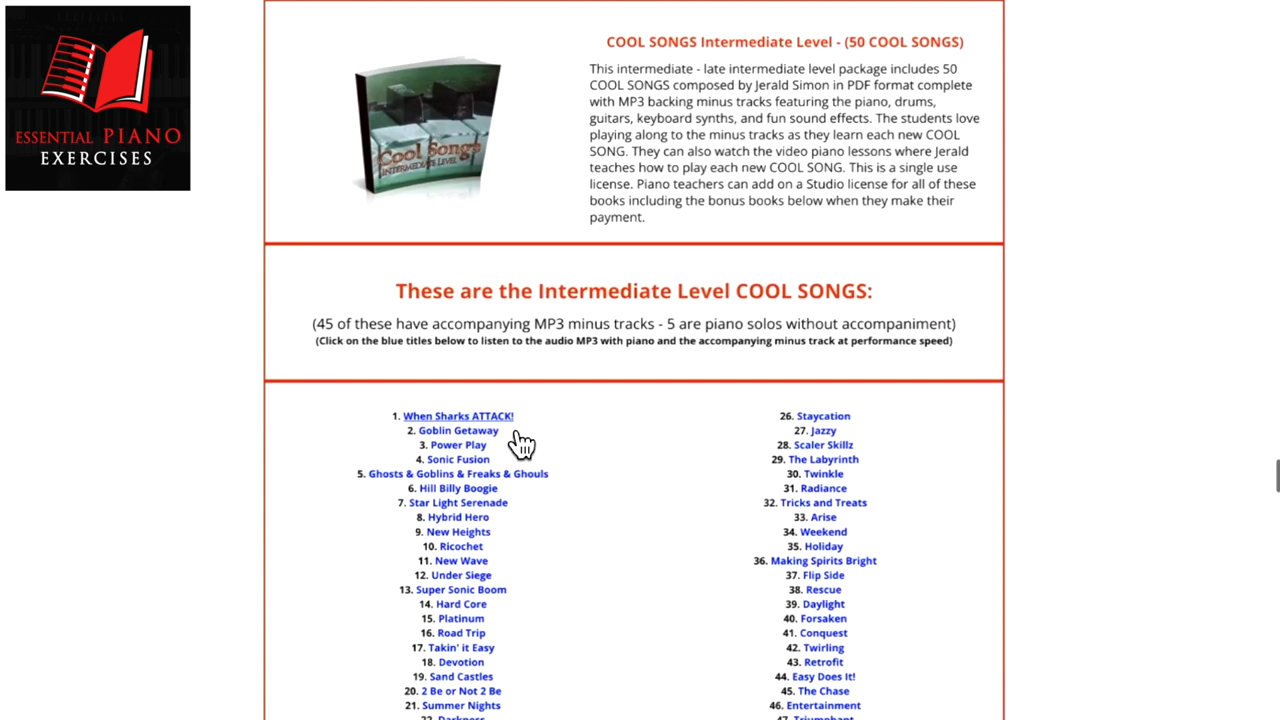 ESSENTIAL PIANO
EXERCISES
COOL SONGS Intermediate Level - (50 COOL SONGS)
This intermediate - late intermediate level package includes 50
COOL SONGS composed by Jerald Simon in PDF format complete
with MP3 backing minus tracks featuring the piano, drums,
guitars, keyboard synths, and fun sound effects. The students love
playing along to the minus tracks as they learn each new COOL
SONG. They can also watch the video piano lessons where Jerald
teaches how to play each new COOL SONG. This is a single use
license. Piano teachers can add on a Studio license for all of these
books including the bonus books below when they make their
payment.
Cool Songs
INTERMEDIATE LEVEL
These are the Intermediate Level COOL SONGS:
(45 of these have accompanying MP3 minus tracks - 5 are piano solos without accompaniment)
(Click on the blue titles below to listen to the audio MP3 with piano and the accompanying minus track at performance speed)
1. When Sharks ATTACK!
2. Goblin Getaway
3. Power Play
4. Sonic Fusion
5. Ghosts & Goblins & Freaks & Ghouls
6. Hill Billy Boogie
7. Star Light Serenade
8. Hybrid Hero
9. New Heights
10. Ricochet
11. New Wave
12. Under Siege
13. Super Sonic Boom
14. Hard Core
15. Platinum
16. Road Trip
17. Takin' it Easy
18. Devotion
19. Sand Castles
20. 2 Be or Not 2 Be
21. Summer Nights
22. Darkness
26. Staycation
27. Jazzy
28. Scaler Skillz
29. The Labyrinth
30. Twinkle
31. Radiance
32. Tricks and Treats
33. Arise
34. Weekend
35. Holiday
36. Making Spirits Bright
37. Flip Side
38. Rescue
39. Daylight
40. Forsaken
41. Conquest
42. Twirling
43. Retrofit
44. Easy Does It!
45. The Chase
46. Entertainment
47. Triumphant